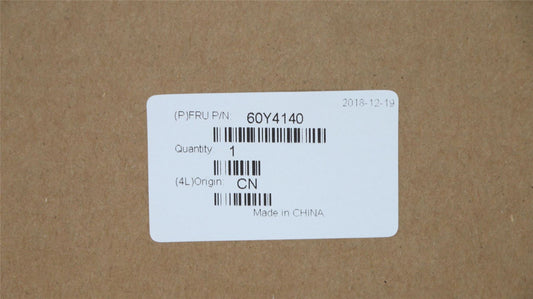 2018-12-19
(P)FRU P/N 60Y4140
Quantity 1
(4L)Origin CN
Made in CHINA